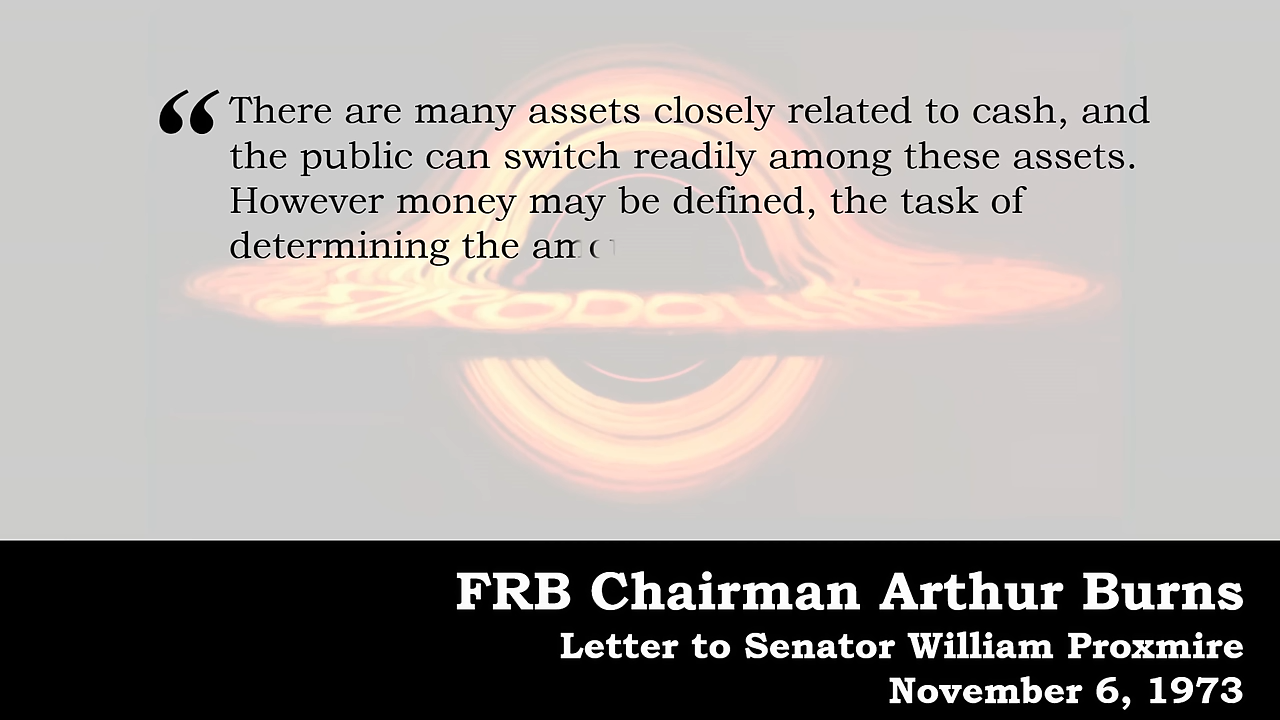 “There are many assets closely related to cash, and
the public can switch readily among these assets.
However money may be defined, the task of
determining the
FRB Chairman Arthur Burns
Letter to Senator William Proxmire
November 6, 1973